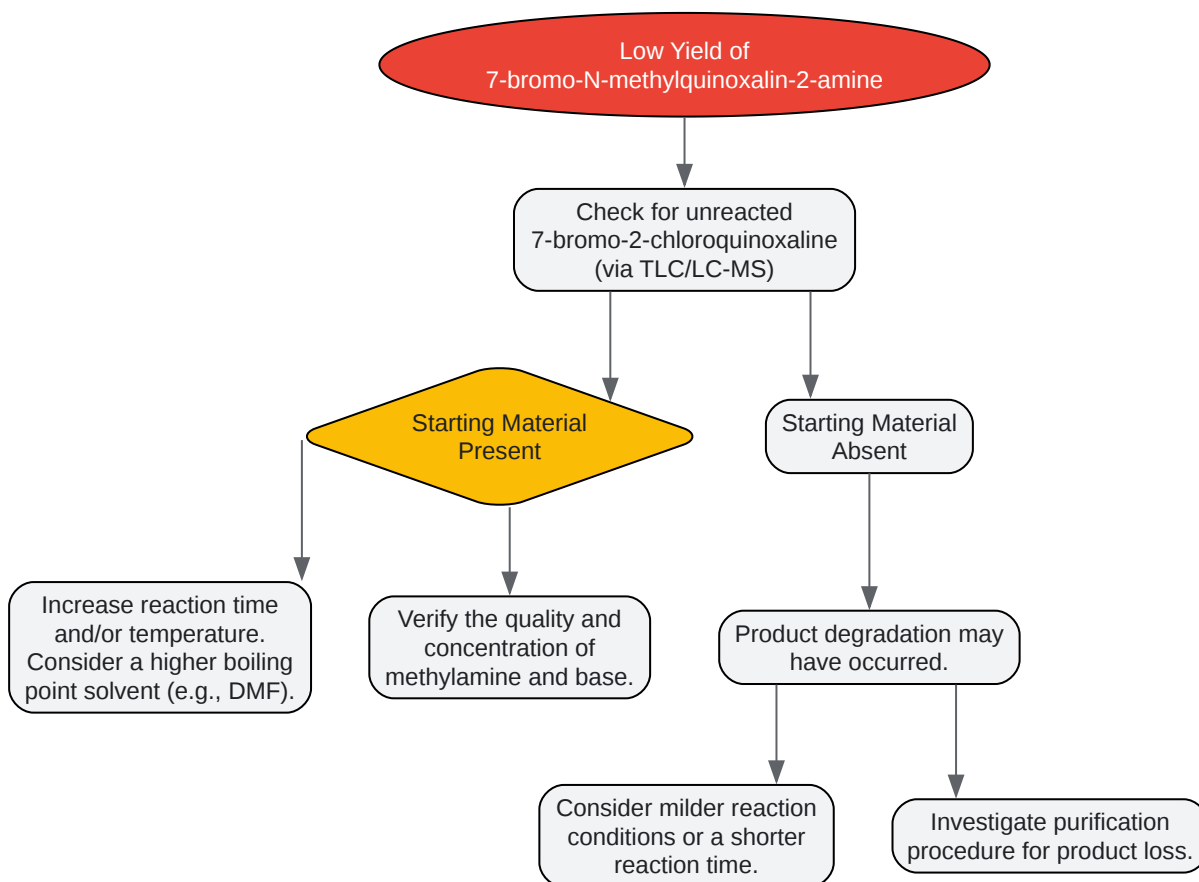 Low Yield of
7-bromo-N-methylquinoxalin-2-amine
Check for unreacted
7-bromo-2-chloroquinoxaline
(via TLC/LC-MS)
Starting Material
Present
Starting Material
Absent
Increase reaction time
and/or temperature.
Consider a higher boiling
point solvent (e.g., DMF).
Verify the quality and
concentration of
methylamine and base.
Product degradation may
have occurred.
Consider milder reaction
conditions or a shorter
reaction time.
Investigate purification
procedure for product loss.